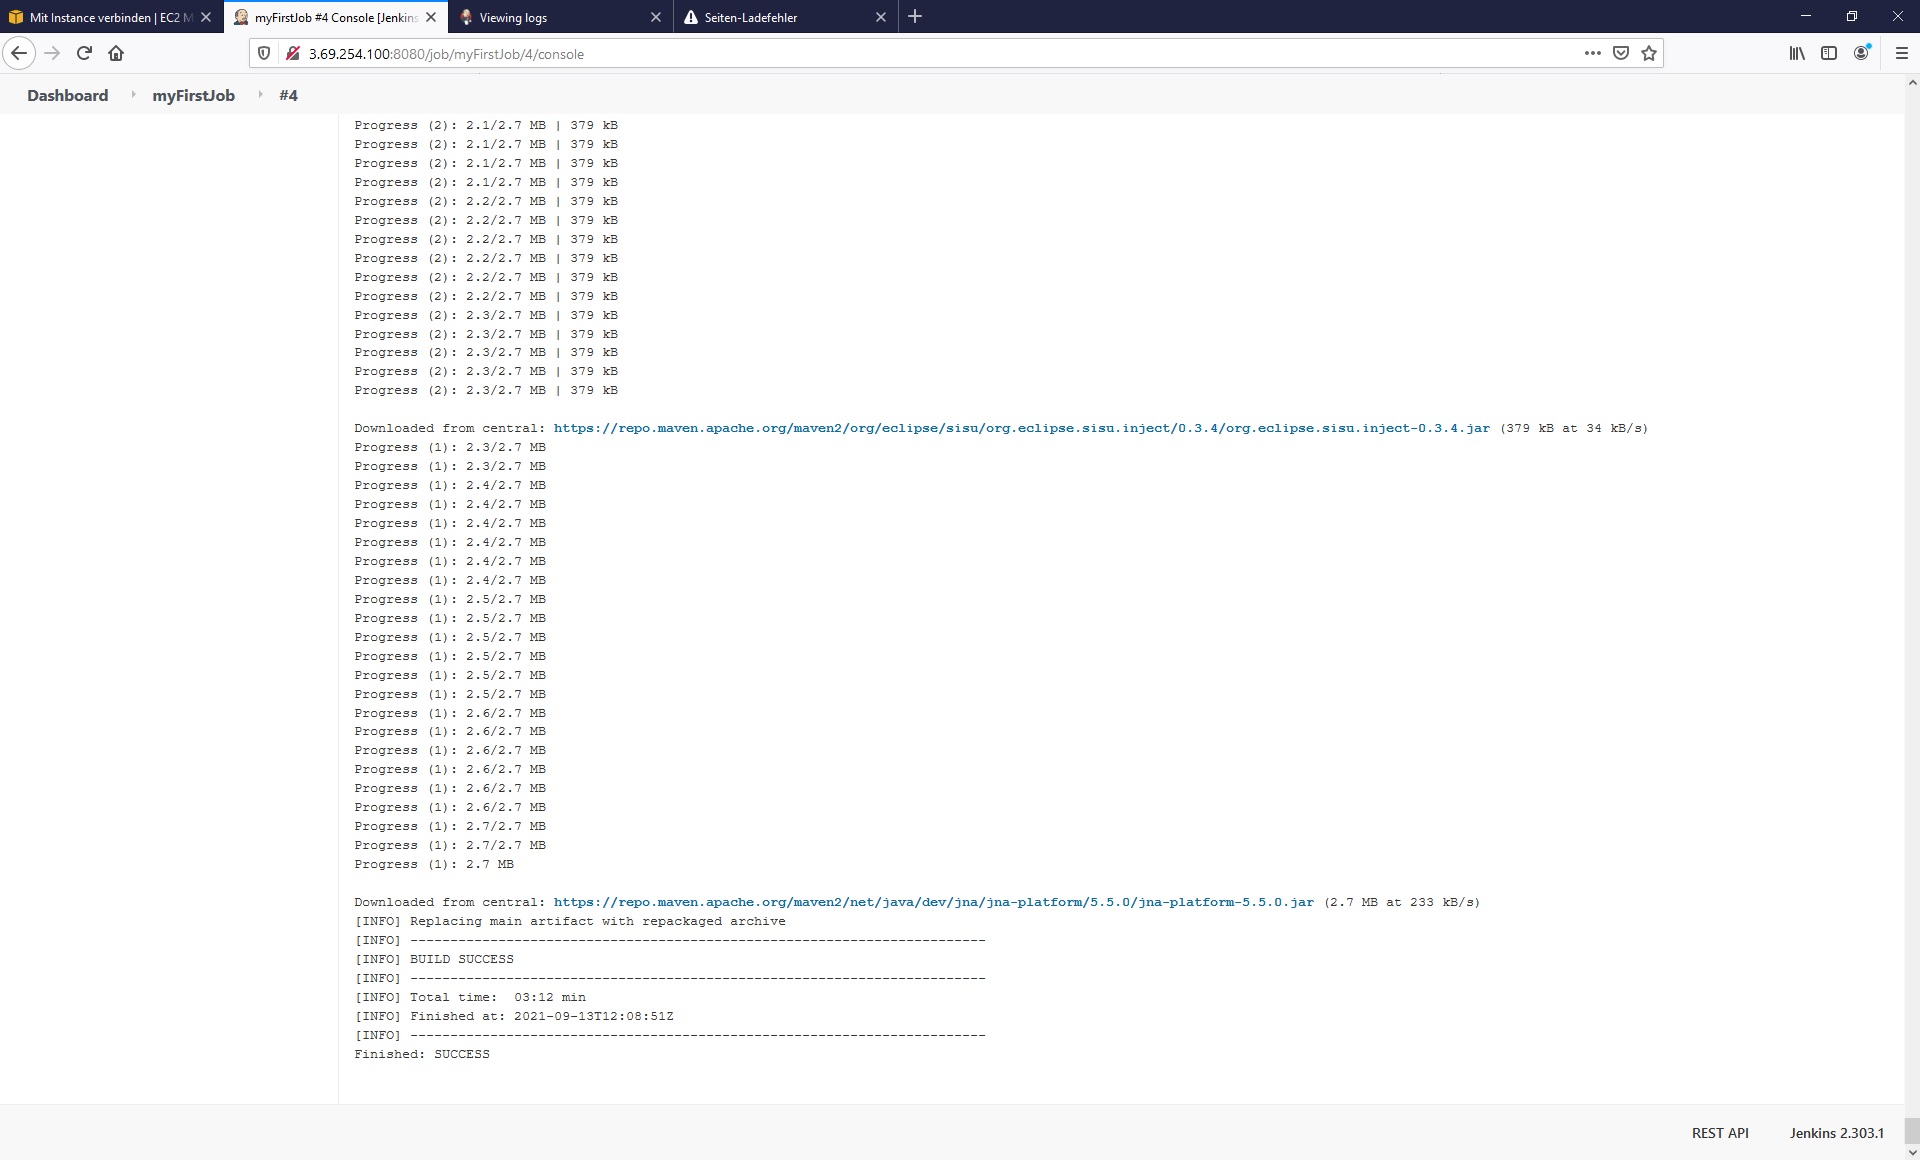 Mit Instance verbinden | EC2 M
myFirstJob #4 Console [Jenkins
Viewing logs
Seiten-Ladefehler
3.69.254.100:8080/job/myFirstJob/4/console
Dashboard
myFirstJob
#4
Progress (2): 2.1/2.7 MB | 379 kB
Progress (2): 2.1/2.7 MB | 379 kB
Progress (2): 2.1/2.7 MB | 379 kB
Progress (2): 2.1/2.7 MB | 379 kB
Progress (2): 2.2/2.7 MB | 379 kB
Progress (2): 2.2/2.7 MB | 379 kB
Progress (2): 2.2/2.7 MB | 379 kB
Progress (2): 2.2/2.7 MB | 379 kB
Progress (2): 2.2/2.7 MB | 379 kB
Progress (2): 2.2/2.7 MB | 379 kB
Progress (2): 2.3/2.7 MB | 379 kB
Progress (2): 2.3/2.7 MB | 379 kB
Progress (2): 2.3/2.7 MB | 379 kB
Progress (2): 2.3/2.7 MB | 379 kB
Progress (2): 2.3/2.7 MB | 379 kB
Downloaded from central: https://repo.maven.apache.org/maven2/org/eclipse/sisu/org.eclipse.sisu.inject/0.3.4/org.eclipse.sisu.inject-0.3.4.jar (379 kB at 34 kB/s)
Progress (1): 2.3/2.7 MB
Progress (1): 2.3/2.7 MB
Progress (1): 2.4/2.7 MB
Progress (1): 2.4/2.7 MB
Progress (1): 2.4/2.7 MB
Progress (1): 2.4/2.7 MB
Progress (1): 2.4/2.7 MB
Progress (1): 2.4/2.7 MB
Progress (1): 2.5/2.7 MB
Progress (1): 2.5/2.7 MB
Progress (1): 2.5/2.7 MB
Progress (1): 2.5/2.7 MB
Progress (1): 2.5/2.7 MB
Progress (1): 2.5/2.7 MB
Progress (1): 2.6/2.7 MB
Progress (1): 2.6/2.7 MB
Progress (1): 2.6/2.7 MB
Progress (1): 2.6/2.7 MB
Progress (1): 2.6/2.7 MB
Progress (1): 2.6/2.7 MB
Progress (1): 2.7/2.7 MB
Progress (1): 2.7/2.7 MB
Progress (1): 2.7 MB
Downloaded from central: https://repo.maven.apache.org/maven2/net/java/dev/jna/jna-platform/5.5.0/jna-platform-5.5.0.jar (2.7 MB at 233 kB/s)
[INFO] Replacing main artifact with repackaged archive
[INFO] ------------------------------------------------------------------------
[INFO] BUILD SUCCESS
[INFO] ------------------------------------------------------------------------
[INFO] Total time:  03:12 min
[INFO] Finished at: 2021-09-13T12:08:51Z
[INFO] ------------------------------------------------------------------------
Finished: SUCCESS
REST API
Jenkins 2.303.1